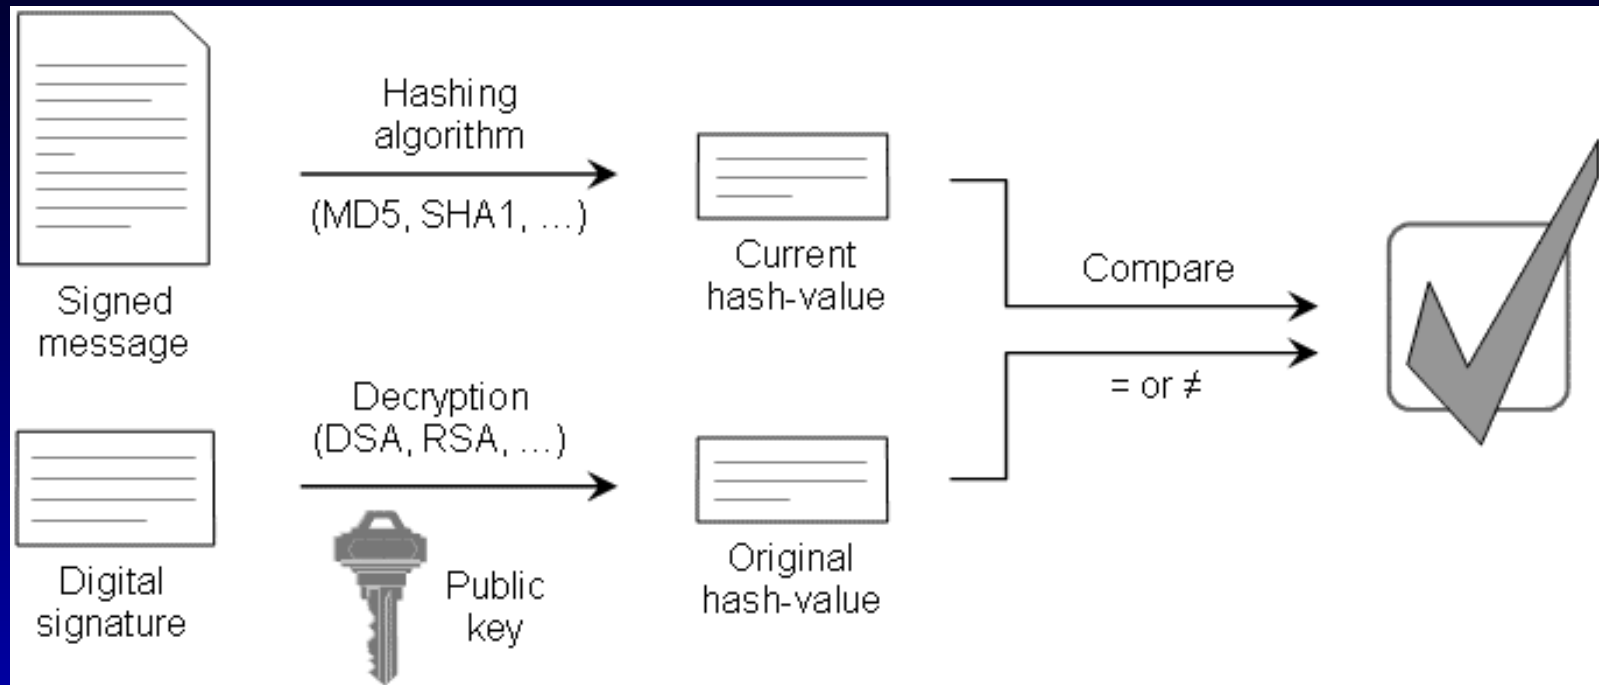 Hashing
algorithm
(MD5, SHA1, ...)
Signed
message
Current
hash-value
Compare
= or ≠
Decryption
(DSA, RSA, ...)
Digital
signature
Public
key
Original
hash-value